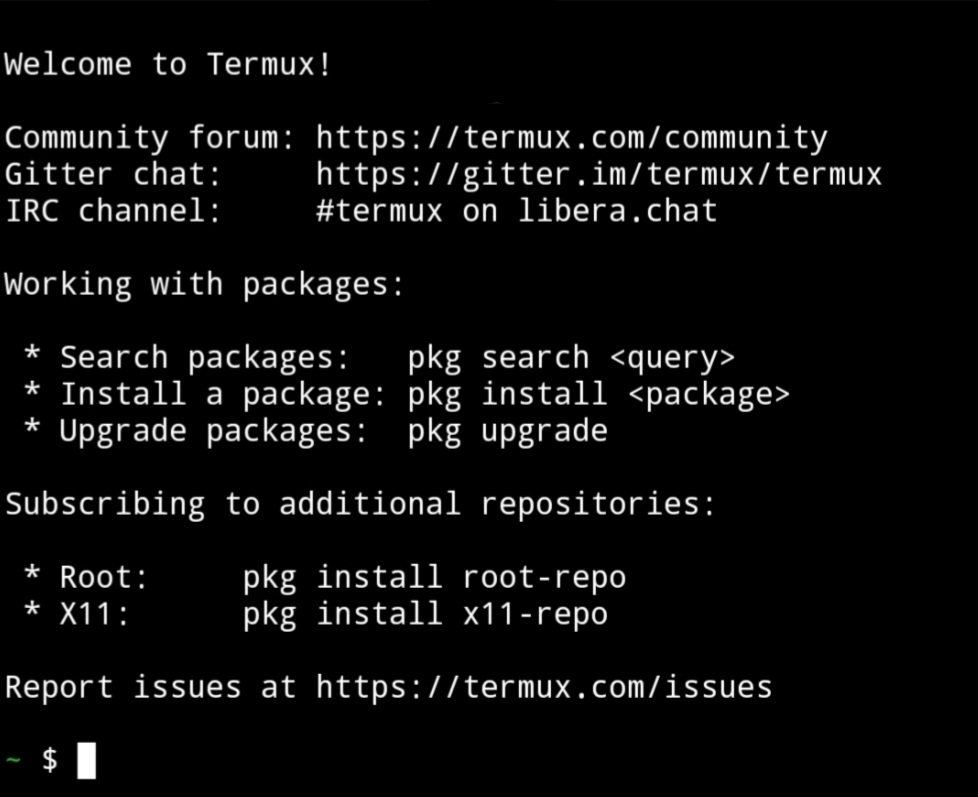 Welcome to Termux!
Community forum: https://termux.com/community
Gitter chat:     https://gitter.im/termux/termux
IRC channel:     #termux on libera.chat
Working with packages:
 * Search packages:   pkg search <query>
 * Install a package: pkg install <package>
 * Upgrade packages:  pkg upgrade
Subscribing to additional repositories:
 * Root:     pkg install root-repo
 * X11:      pkg install x11-repo
Report issues at https://termux.com/issues
~ $